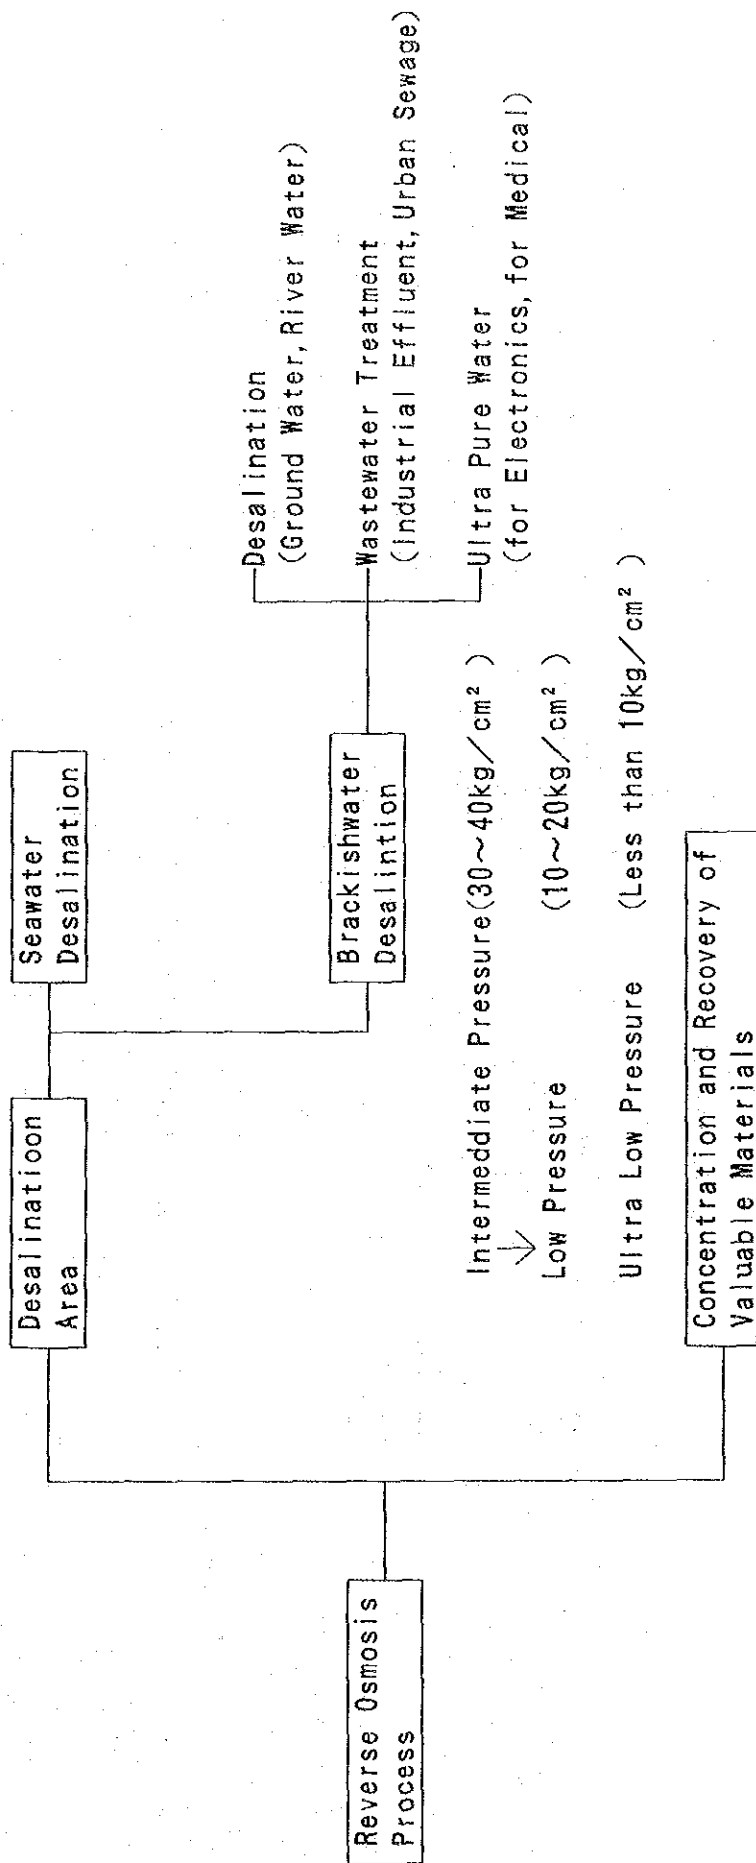 Reverse Osmosis
Process
Desalinatioon
Area
Seawater
Desalination
Brackishwater
Desalintion
Desalination
(Ground Water, River Water)
Wastewater Treatment
(Industrial Effluent, Urban Sewage)
Ultra Pure Water
(for Electronics, for Medical)
Intermeddiate Pressure(30~40kg/cm²)
↓
Low Pressure (10~20kg/cm²)
Ultra Low Pressure (Less than 10kg/cm²)
Concentration and Recovery of
Valuable Materials